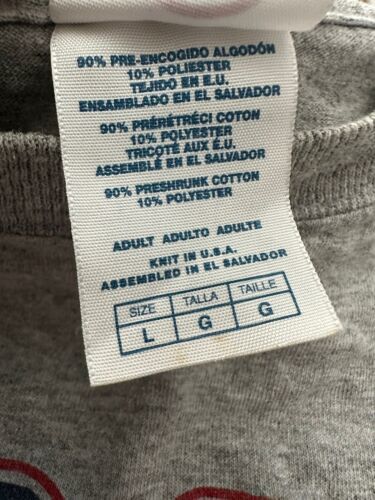 90% PRE-ENCOGIDO ALGODÓN
10% POLIESTER
TEJIDO EN E.U.
ENSAMBLADO EN EL SALVADOR
90% PRÉRÉTRÉCI COTON
10% POLYESTER
TRICOTÉ AUX É.U.
ASSEMBLÉ EN EL SALVADOR
90% PRESHRUNK COTTON
10% POLYESTER
ADULT ADULTO ADULTE
KNIT IN U.S.A.
ASSEMBLED IN EL SALVADOR
SIZE TALLA TAILLE
L G G